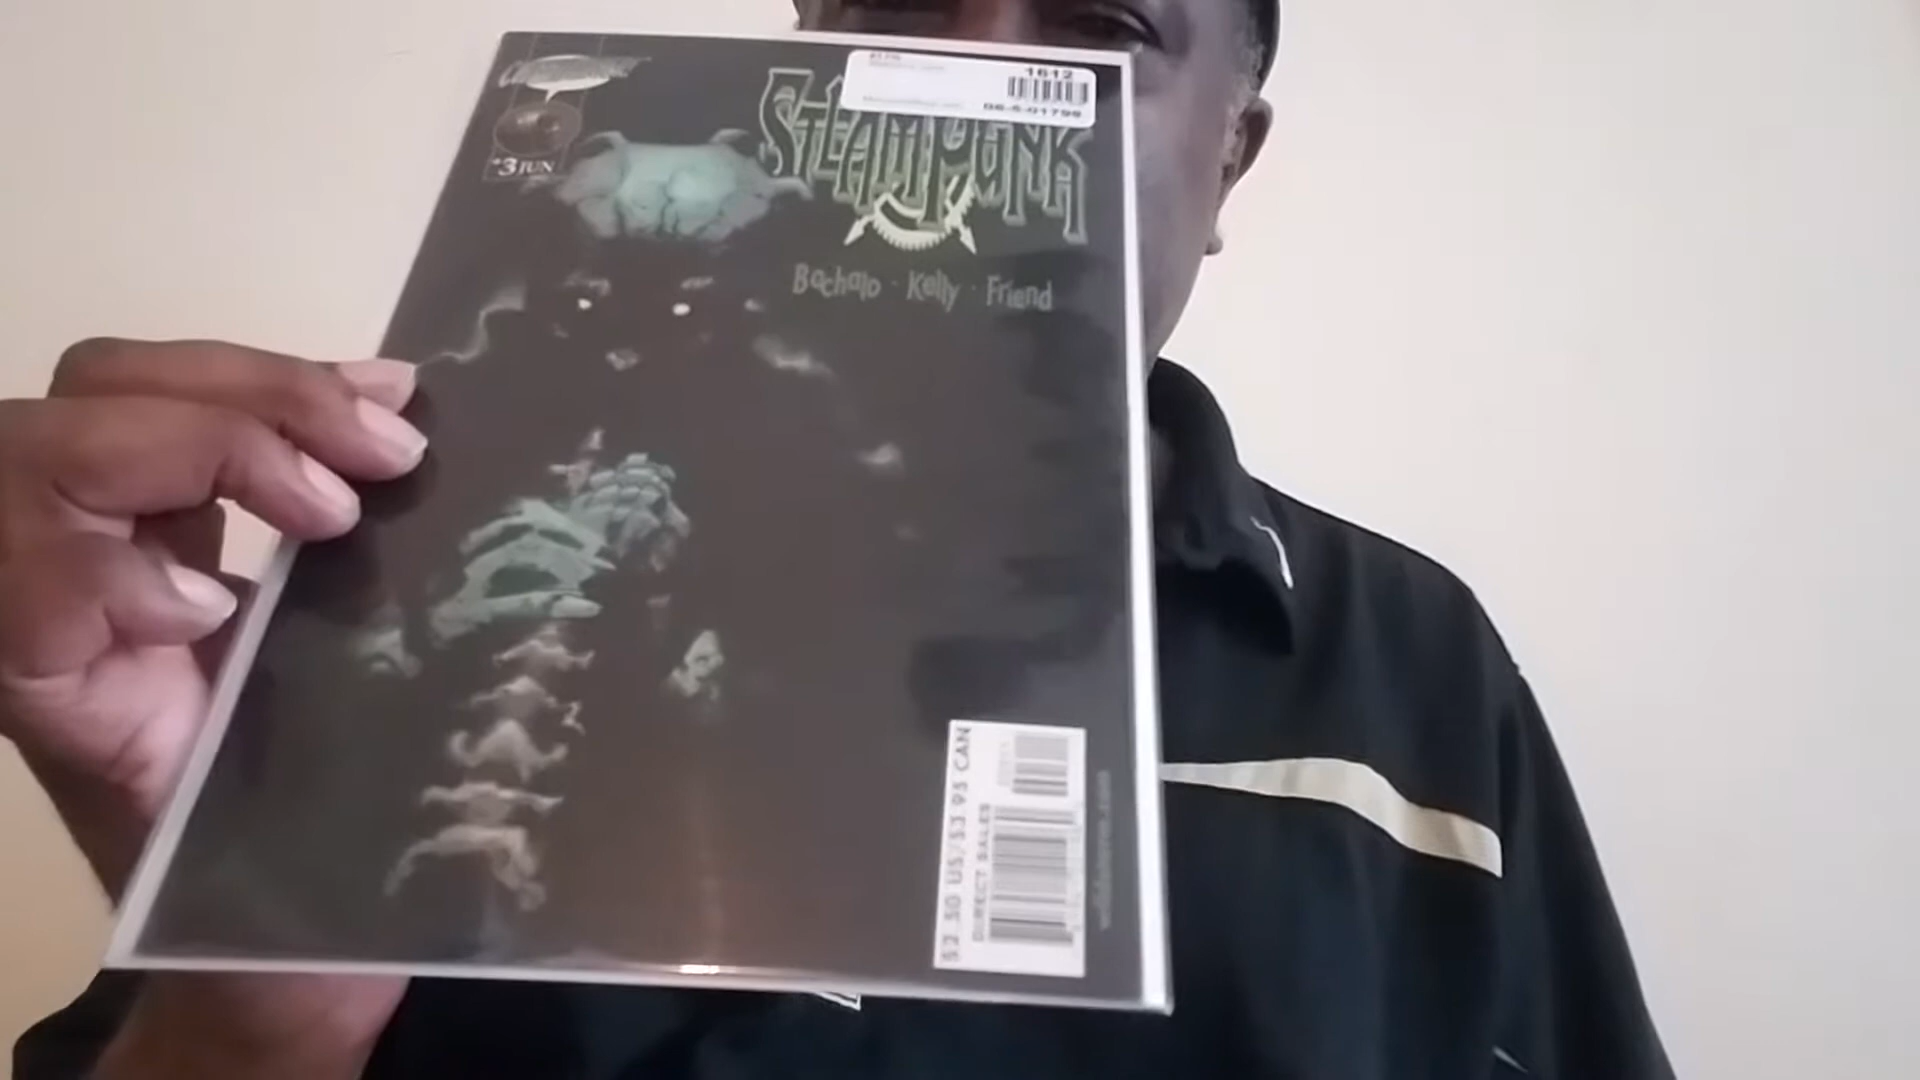 1612
06-5-01799
STEAMPUNK
#3 JUN
Bachalo · Kelly · Friend
$2.50 US/$3.95 CAN
DIRECT SALES